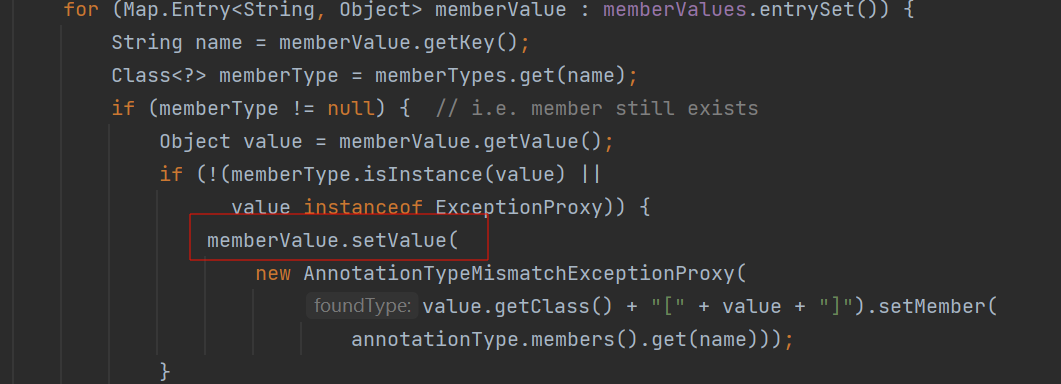 for (Map.Entry<String, Object> memberValue : memberValues.entrySet()) {
String name = memberValue.getKey();
Class<?> memberType = memberTypes.get(name);
if (memberType != null) {  // i.e. member still exists
Object value = memberValue.getValue();
if (!(memberType.isInstance(value) ||
value instanceof ExceptionProxy)) {
memberValue.setValue(
new AnnotationTypeMismatchExceptionProxy(
foundType: value.getClass() + "[" + value + "]").setMember(
annotationType.members().get(name)));
}